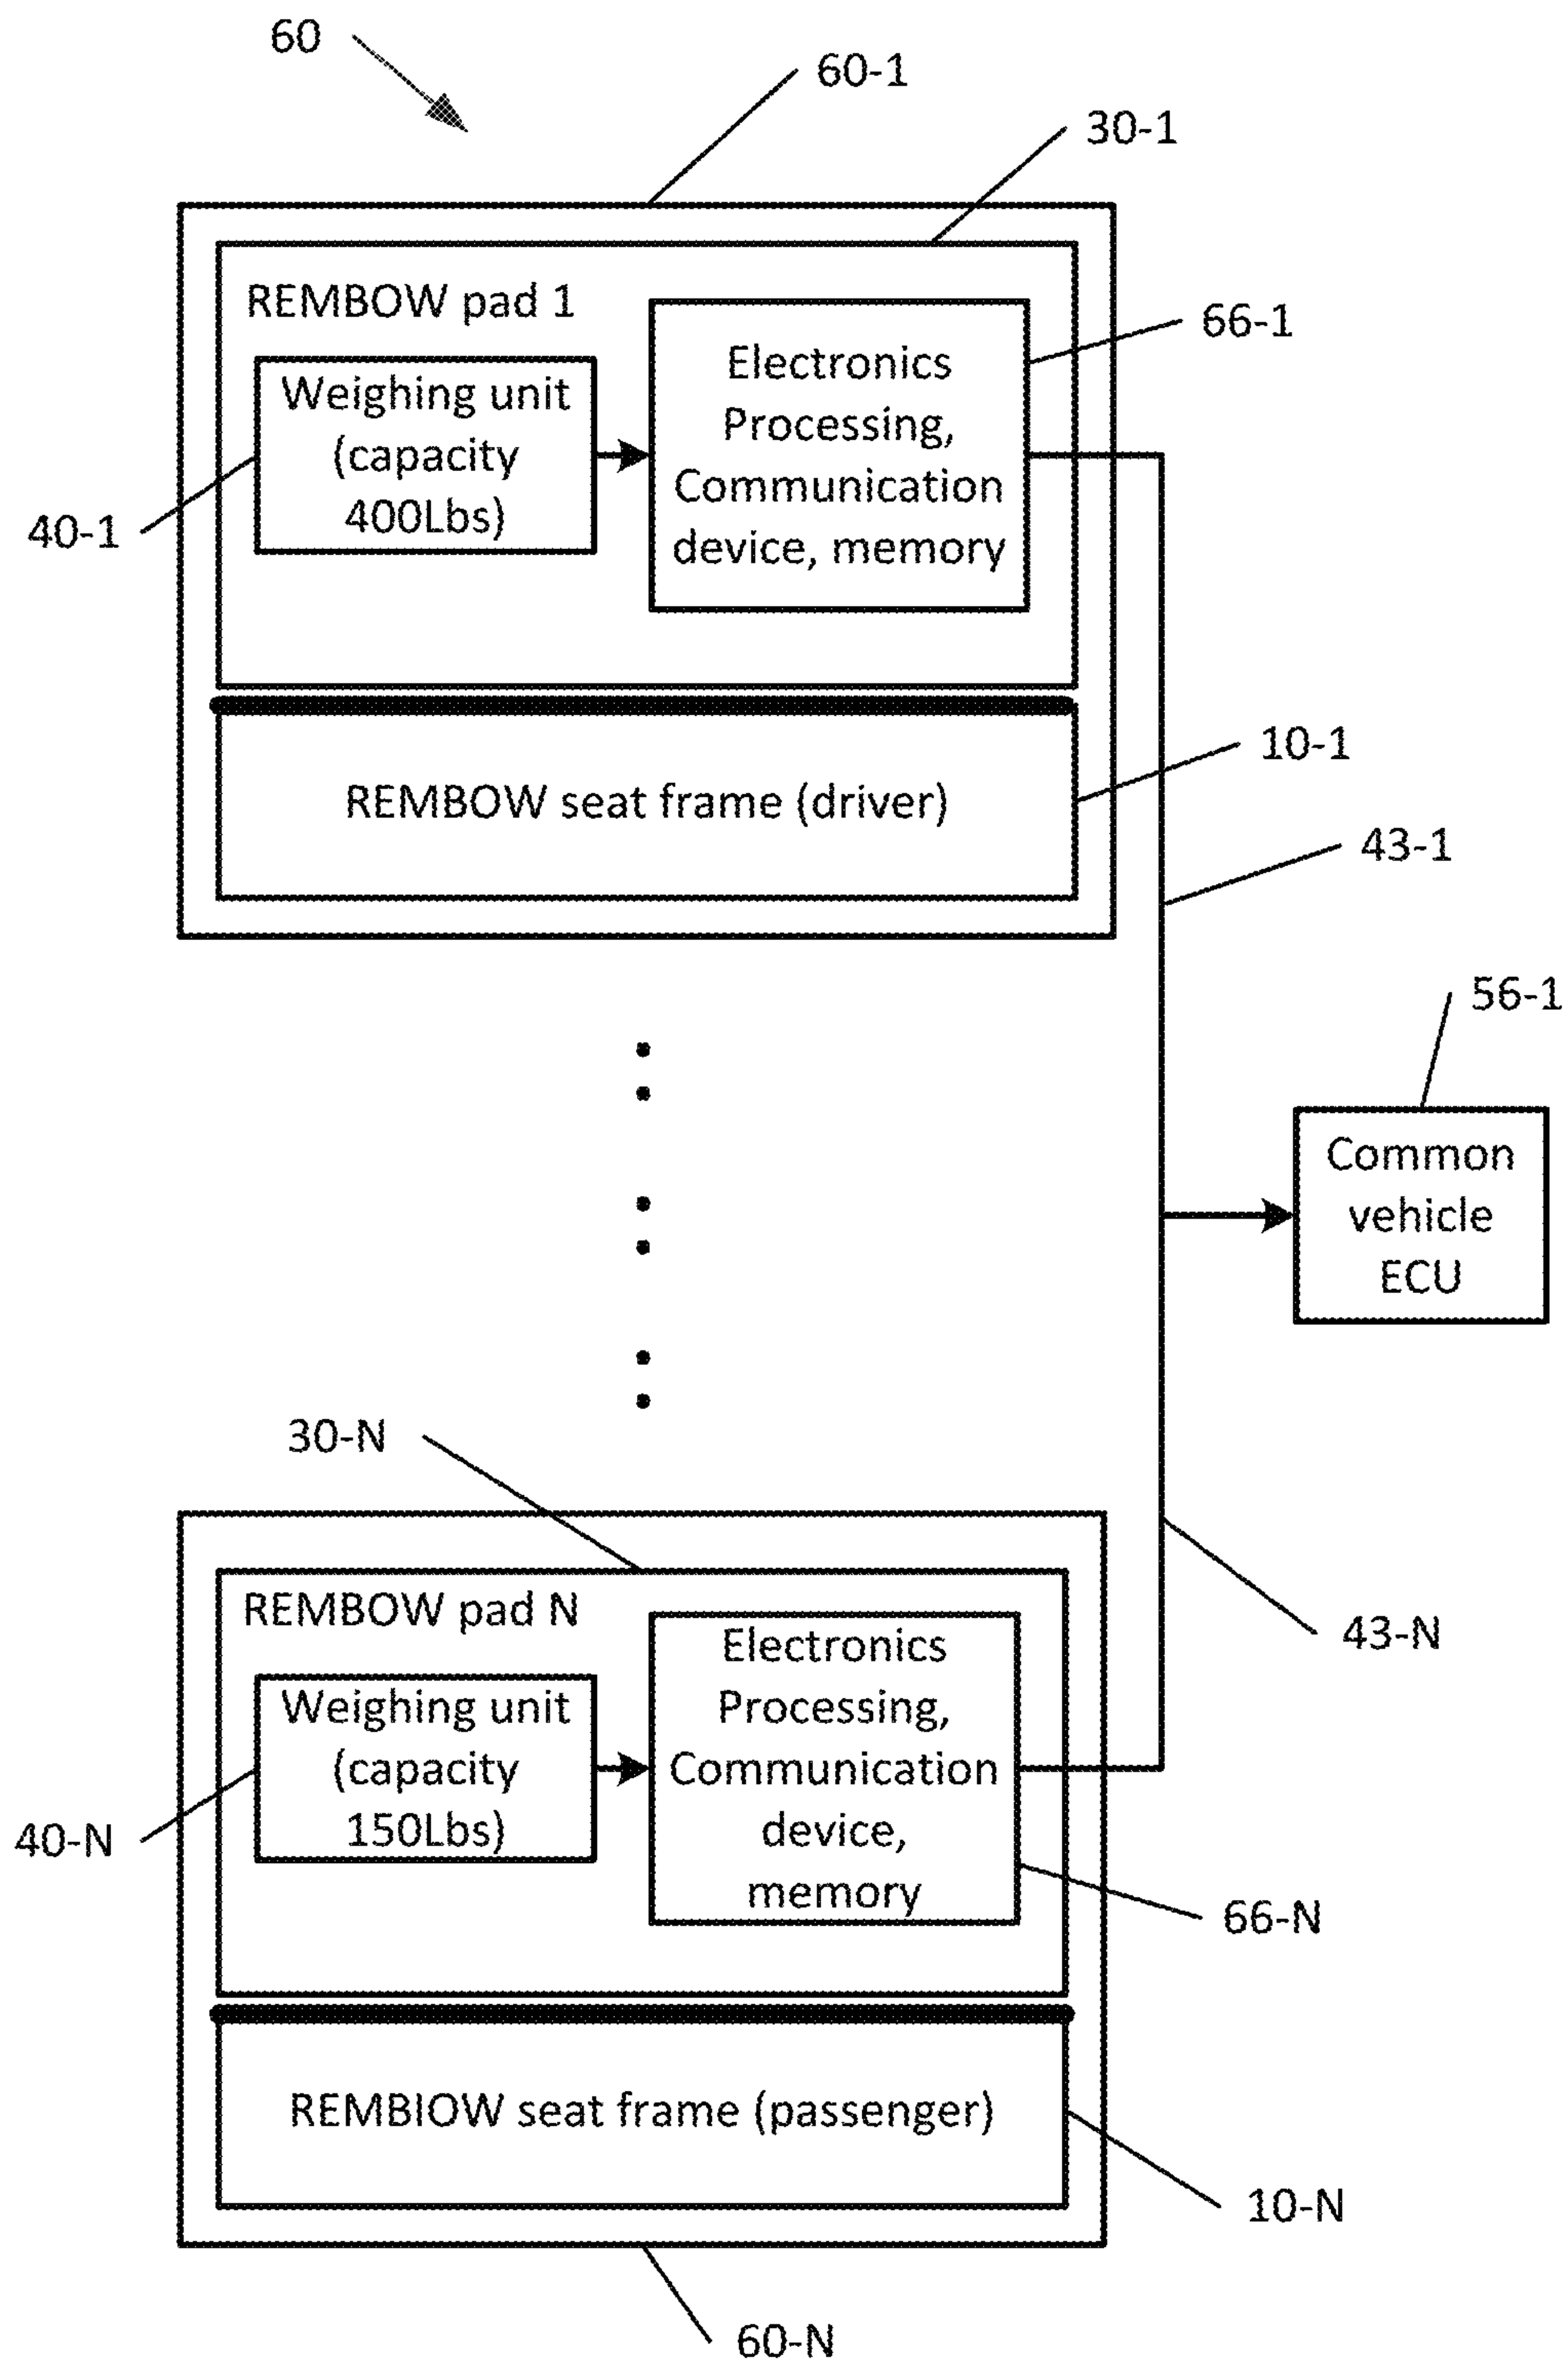 60
60-1
30-1
REMBOW pad 1
66-1
Electronics
Processing,
Communication
device, memory
Weighing unit
(capacity
400Lbs)
40-1
10-1
REMBOW seat frame (driver)
43-1
56-1
Common
vehicle
ECU
30-N
REMBOW pad N
43-N
Electronics
Processing,
Communication
device,
memory
Weighing unit
(capacity
150Lbs)
40-N
66-N
REMBIOW seat frame (passenger)
10-N
60-N